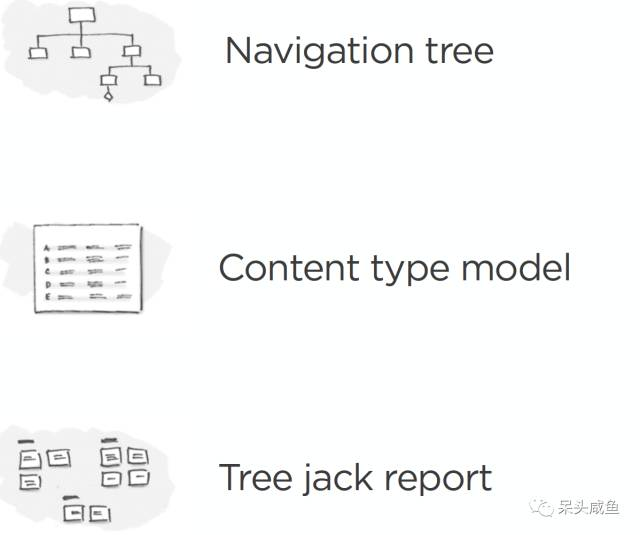 Navigation tree
A
B
C
D
E
Content type model
Tree jack report
呆头咸鱼